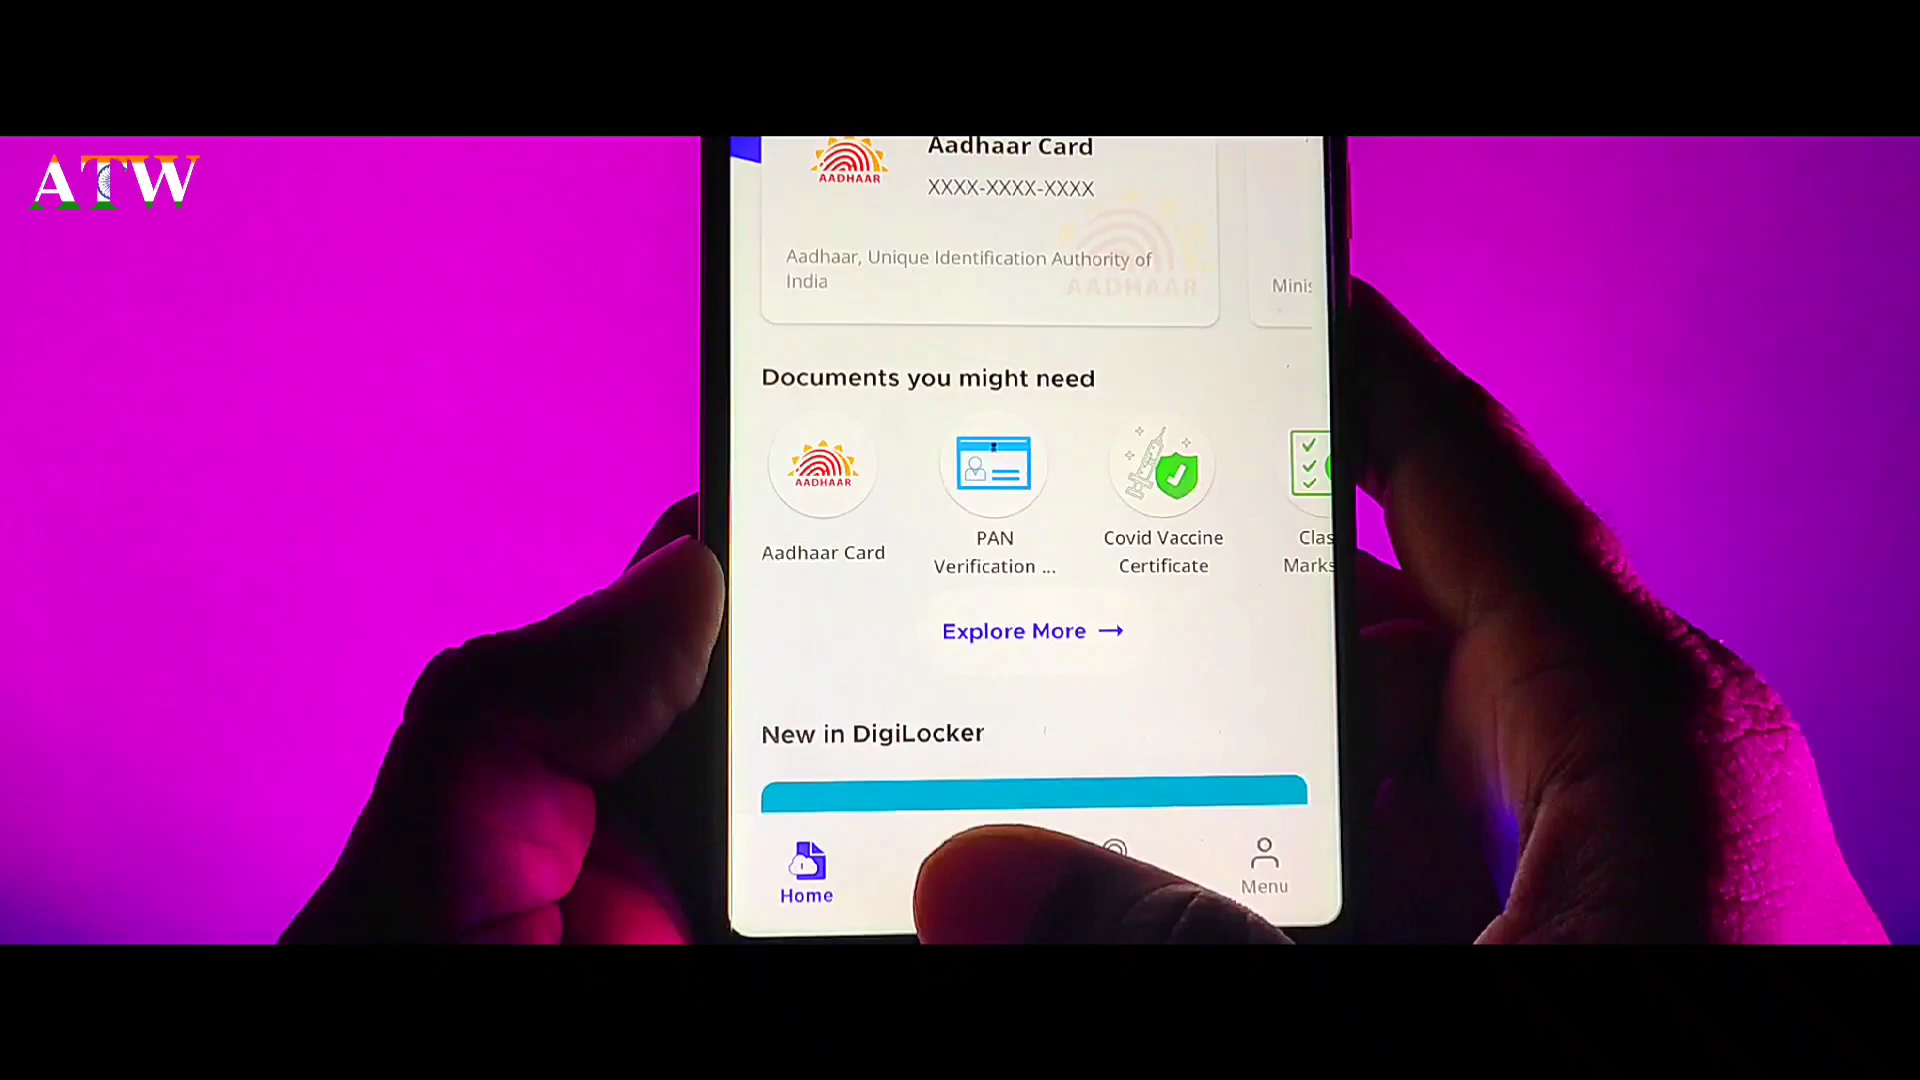 ATW
Aadhaar Card
AADHAAR
XXXX-XXXX-XXXX
Aadhaar, Unique Identification Authority of
India
AADHAAR
Documents you might need
AADHAAR
Aadhaar Card
PAN
Verification ...
Covid Vaccine
Certificate
Explore More →
New in DigiLocker
Home
Menu